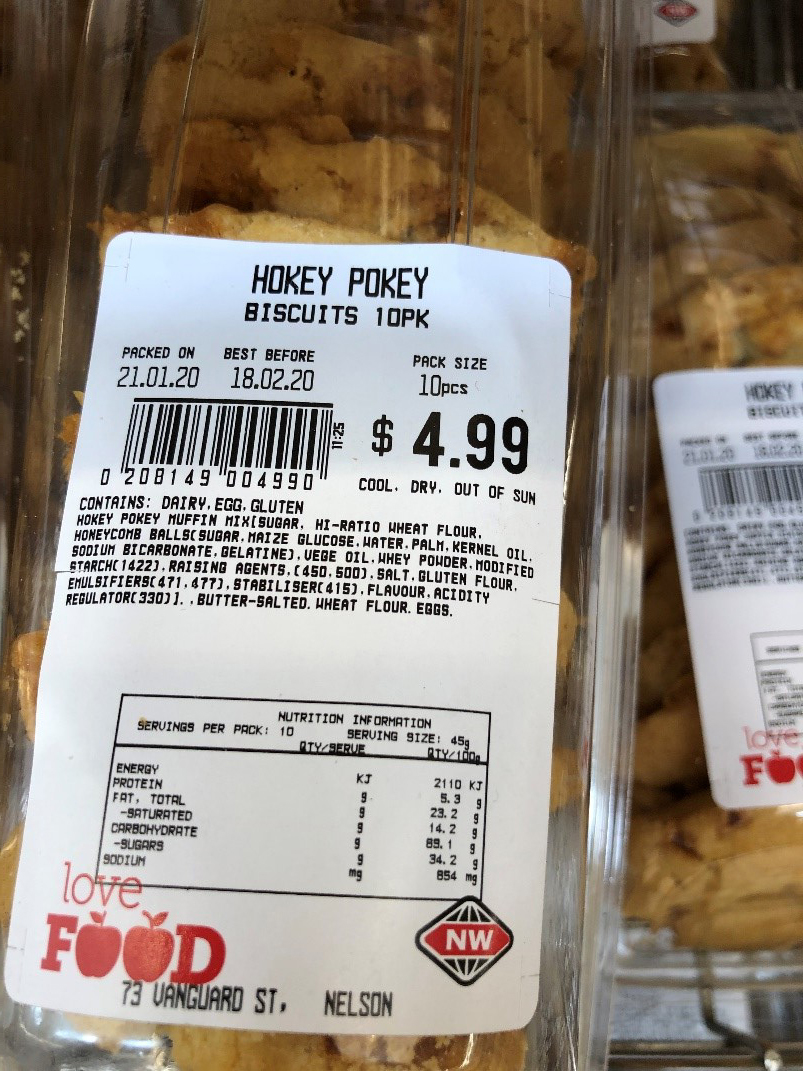 HOKEY POKEY
BISCUITS 10PK
PACKED ON BEST BEFORE PACK SIZE
21.01.20 18.02.20 10pcs
11:25
$ 4.99
0 208149 004990
COOL. DRY. OUT OF SUN
CONTAINS: DAIRY.EGG.GLUTEN
HOKEY POKEY MUFFIN MIX[SUGAR, HI-RATIO WHEAT FLOUR,
HONEYCOMB BALLS(SUGAR.MAIZE GLUCOSE.WATER.PALM.KERNEL OIL.
SODIUM BICARBONATE.GELATINE).VEGE OIL.WHEY POWDER.MODIFIED
STARCH(1422).RAISING AGENTS.(450.500).SALT.GLUTEN FLOUR.
EMULSIFIERS(471.477).STABILISER(415).FLAVOUR.ACIDITY
REGULATOR(330)]..BUTTER-SALTED. WHEAT FLOUR. EGGS.
NUTRITION INFORMATION
SERVINGS PER PACK: 10 SERVING SIZE: 45g
QTY/SERVE QTY/100g
ENERGY KJ 2110 KJ
PROTEIN g 5.3 g
FAT, TOTAL g 23.2 g
-SATURATED g 14.2 g
CARBOHYDRATE g 69.1 g
-SUGARS g 34.2 g
SODIUM mg 854 mg
love
FOOD
NW
73 VANGUARD ST, NELSON
NW
HOKEY
BISCUIT
21.01.20 18.02.20
love